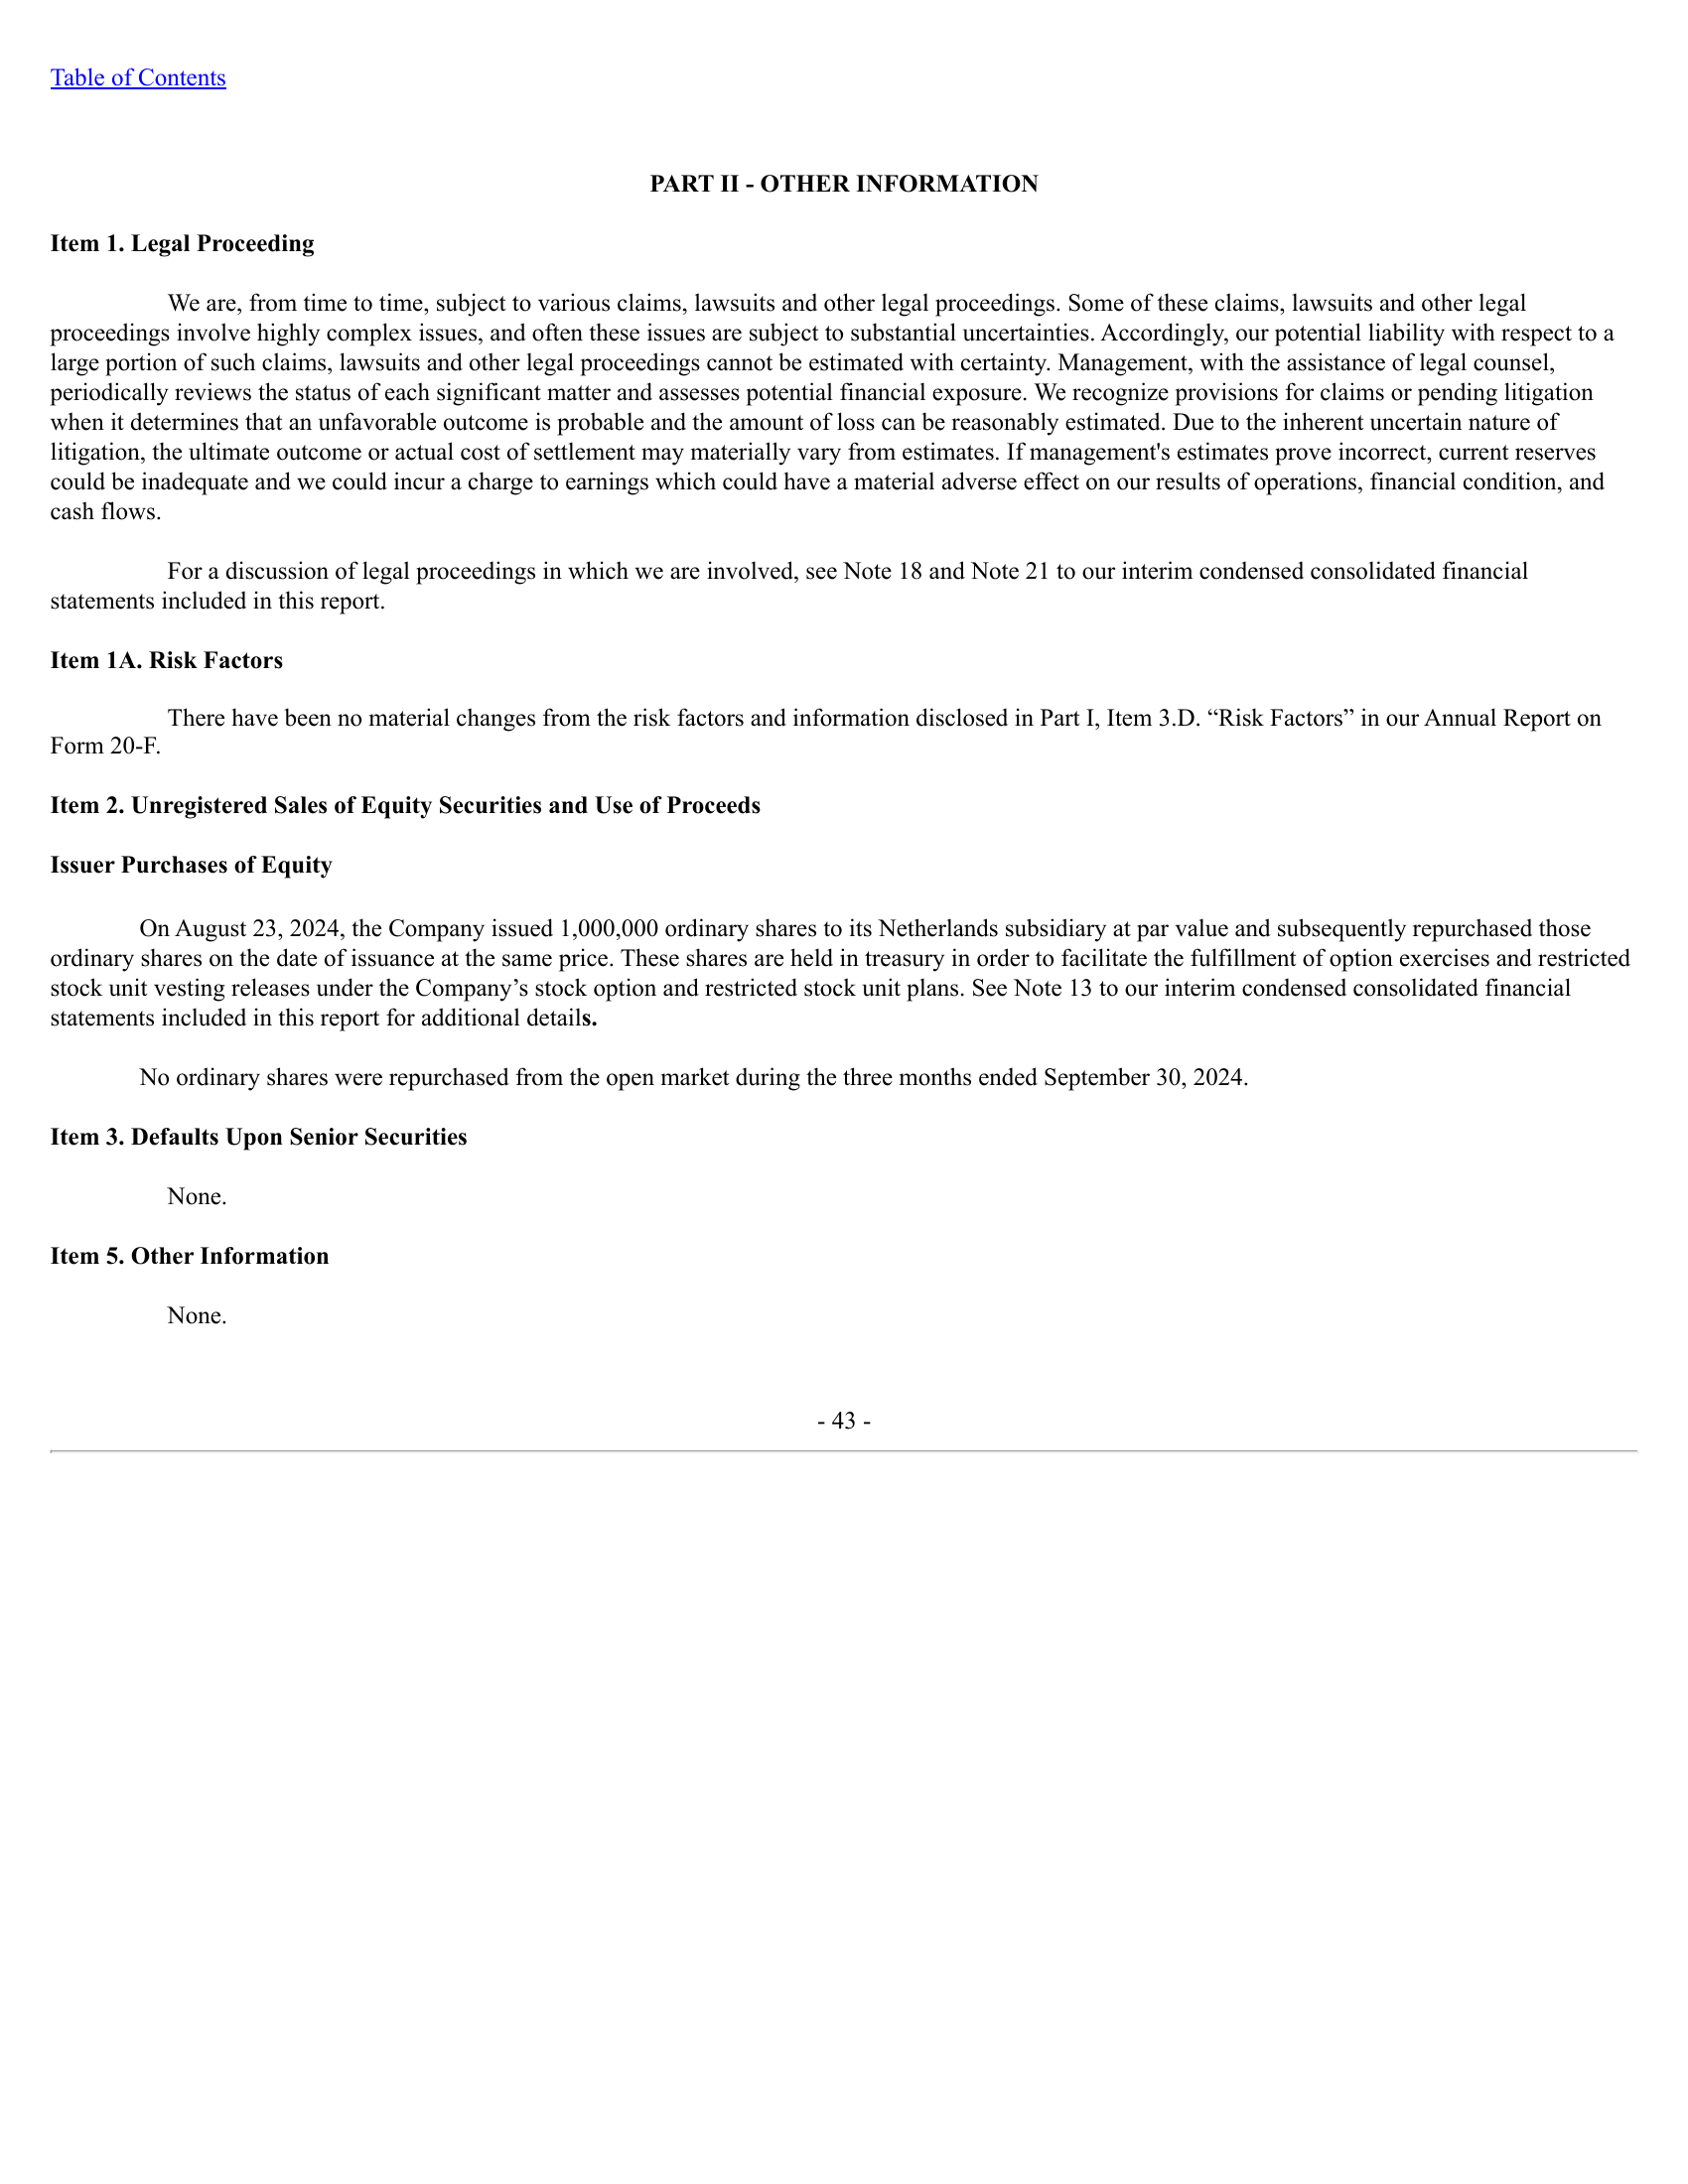 Table of Contents
PART II - OTHER INFORMATION
Item 1. Legal Proceeding
We are, from time to time, subject to various claims, lawsuits and other legal proceedings. Some of these claims, lawsuits and other legal
proceedings involve highly complex issues, and often these issues are subject to substantial uncertainties. Accordingly, our potential liability with respect to a
large portion of such claims, lawsuits and other legal proceedings cannot be estimated with certainty. Management, with the assistance of legal counsel,
periodically reviews the status of each significant matter and assesses potential financial exposure. We recognize provisions for claims or pending litigation
when it determines that an unfavorable outcome is probable and the amount of loss can be reasonably estimated. Due to the inherent uncertain nature of
litigation, the ultimate outcome or actual cost of settlement may materially vary from estimates. If management's estimates prove incorrect, current reserves
could be inadequate and we could incur a charge to earnings which could have a material adverse effect on our results of operations, financial condition, and
cash flows.
For a discussion of legal proceedings in which we are involved, see Note 18 and Note 21 to our interim condensed consolidated financial
statements included in this report.
Item 1A. Risk Factors
There have been no material changes from the risk factors and information disclosed in Part I, Item 3.D. “Risk Factors” in our Annual Report on
Form 20-F.
Item 2. Unregistered Sales of Equity Securities and Use of Proceeds
Issuer Purchases of Equity
On August 23, 2024, the Company issued 1,000,000 ordinary shares to its Netherlands subsidiary at par value and subsequently repurchased those
ordinary shares on the date of issuance at the same price. These shares are held in treasury in order to facilitate the fulfillment of option exercises and restricted
stock unit vesting releases under the Company’s stock option and restricted stock unit plans. See Note 13 to our interim condensed consolidated financial
statements included in this report for additional details.
No ordinary shares were repurchased from the open market during the three months ended September 30, 2024.
Item 3. Defaults Upon Senior Securities
None.
Item 5. Other Information
None.
- 43 -